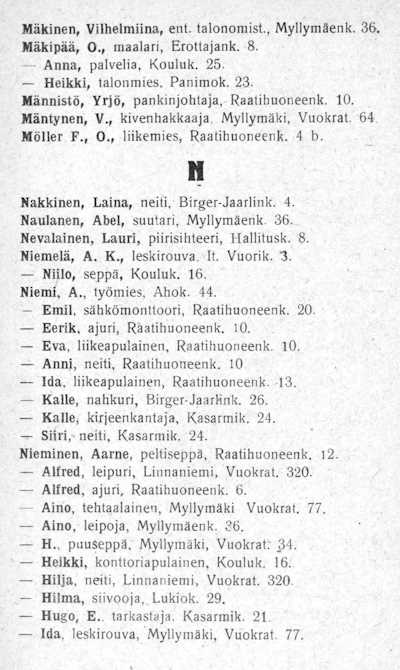 Mäkinen, Vilhelmiina, ent. talonomist., Myllymäenk. 36.
Mäkipää, O., maalari, Erottajank. 8.
— Anna, palvelia, Kouluk. 25.
— Heikki, talonmies, Panimok. 23.
Männistö, Yrjö, pankinjohtaja, Raatihuoneenk. 10.
Mäntynen, V., kivenhakkaaja, Myllymäki, Vuokrat. 64.
Möller F., O., liikemies, Raatihuoneenk. 4 b.
N
Nakkinen, Laina, neiti, Birger-Jaarlink. 4.
Naulanen, Abel, suutari, Myllymäenk. 36.
Nevalainen, Lauri, piirisihteeri, Hallitusk. 8.
Niemelä, A. K., leskirouva, It. Vuorik. 3.
— Niilo, seppä, Kouluk. 16.
Niemi, A., työmies, Ahok. 44.
— Emil, sähkömonttoori, Raatihuoneenk. 20.
— Eerik, ajuri, Raatihuoneenk. 10.
— Eva, liikeapulainen, Raatihuoneenk. 10.
— Anni, neiti, Raatihuoneenk. 10
— Ida, liikeapulainen, Raatihuoneenk. 13.
— Kalle, nahkuri, Birger-Jaarlink. 26.
— Kalle, kirjeenkantaja, Kasarmik. 24.
— Siiri, neiti, Kasarmik. 24.
Nieminen, Aarne, peltiseppä, Raatihuoneenk. 12.
— Alfred, leipuri, Linnaniemi, Vuokrat. 320.
— Alfred, ajuri, Raatihuoneenk. 6.
— Aino, tehtaalainen, Myllymäki Vuokrat. 77.
— Aino, leipoja, Myllymäenk. 36.
— H., puuseppä, Myllymäki, Vuokrat. 34.
— Heikki, konttoriapulainen, Kouluk. 16.
— Hilja, neiti, Linnaniemi, Vuokrat. 320.
— Hilma, siivooja, Lukiok. 29.
— Hugo, E. tarkastaja, Kasarmik. 21.
— Ida, leskirouva, Myllymäki, Vuokrat. 77.